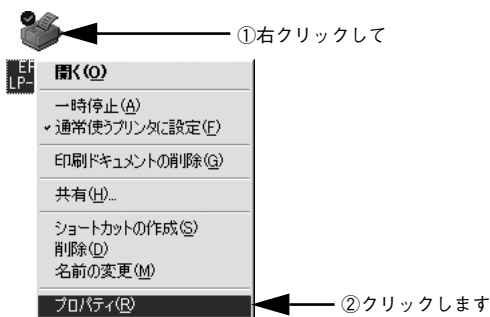 ①右クリックして
EP
LP-
開く(O)
一時停止(A)
通常使うプリンタに設定(F)
印刷ドキュメントの削除(G)
共有(H)...
ショートカットの作成(S)
削除(D)
名前の変更(M)
プロパティ(R)
②クリックします